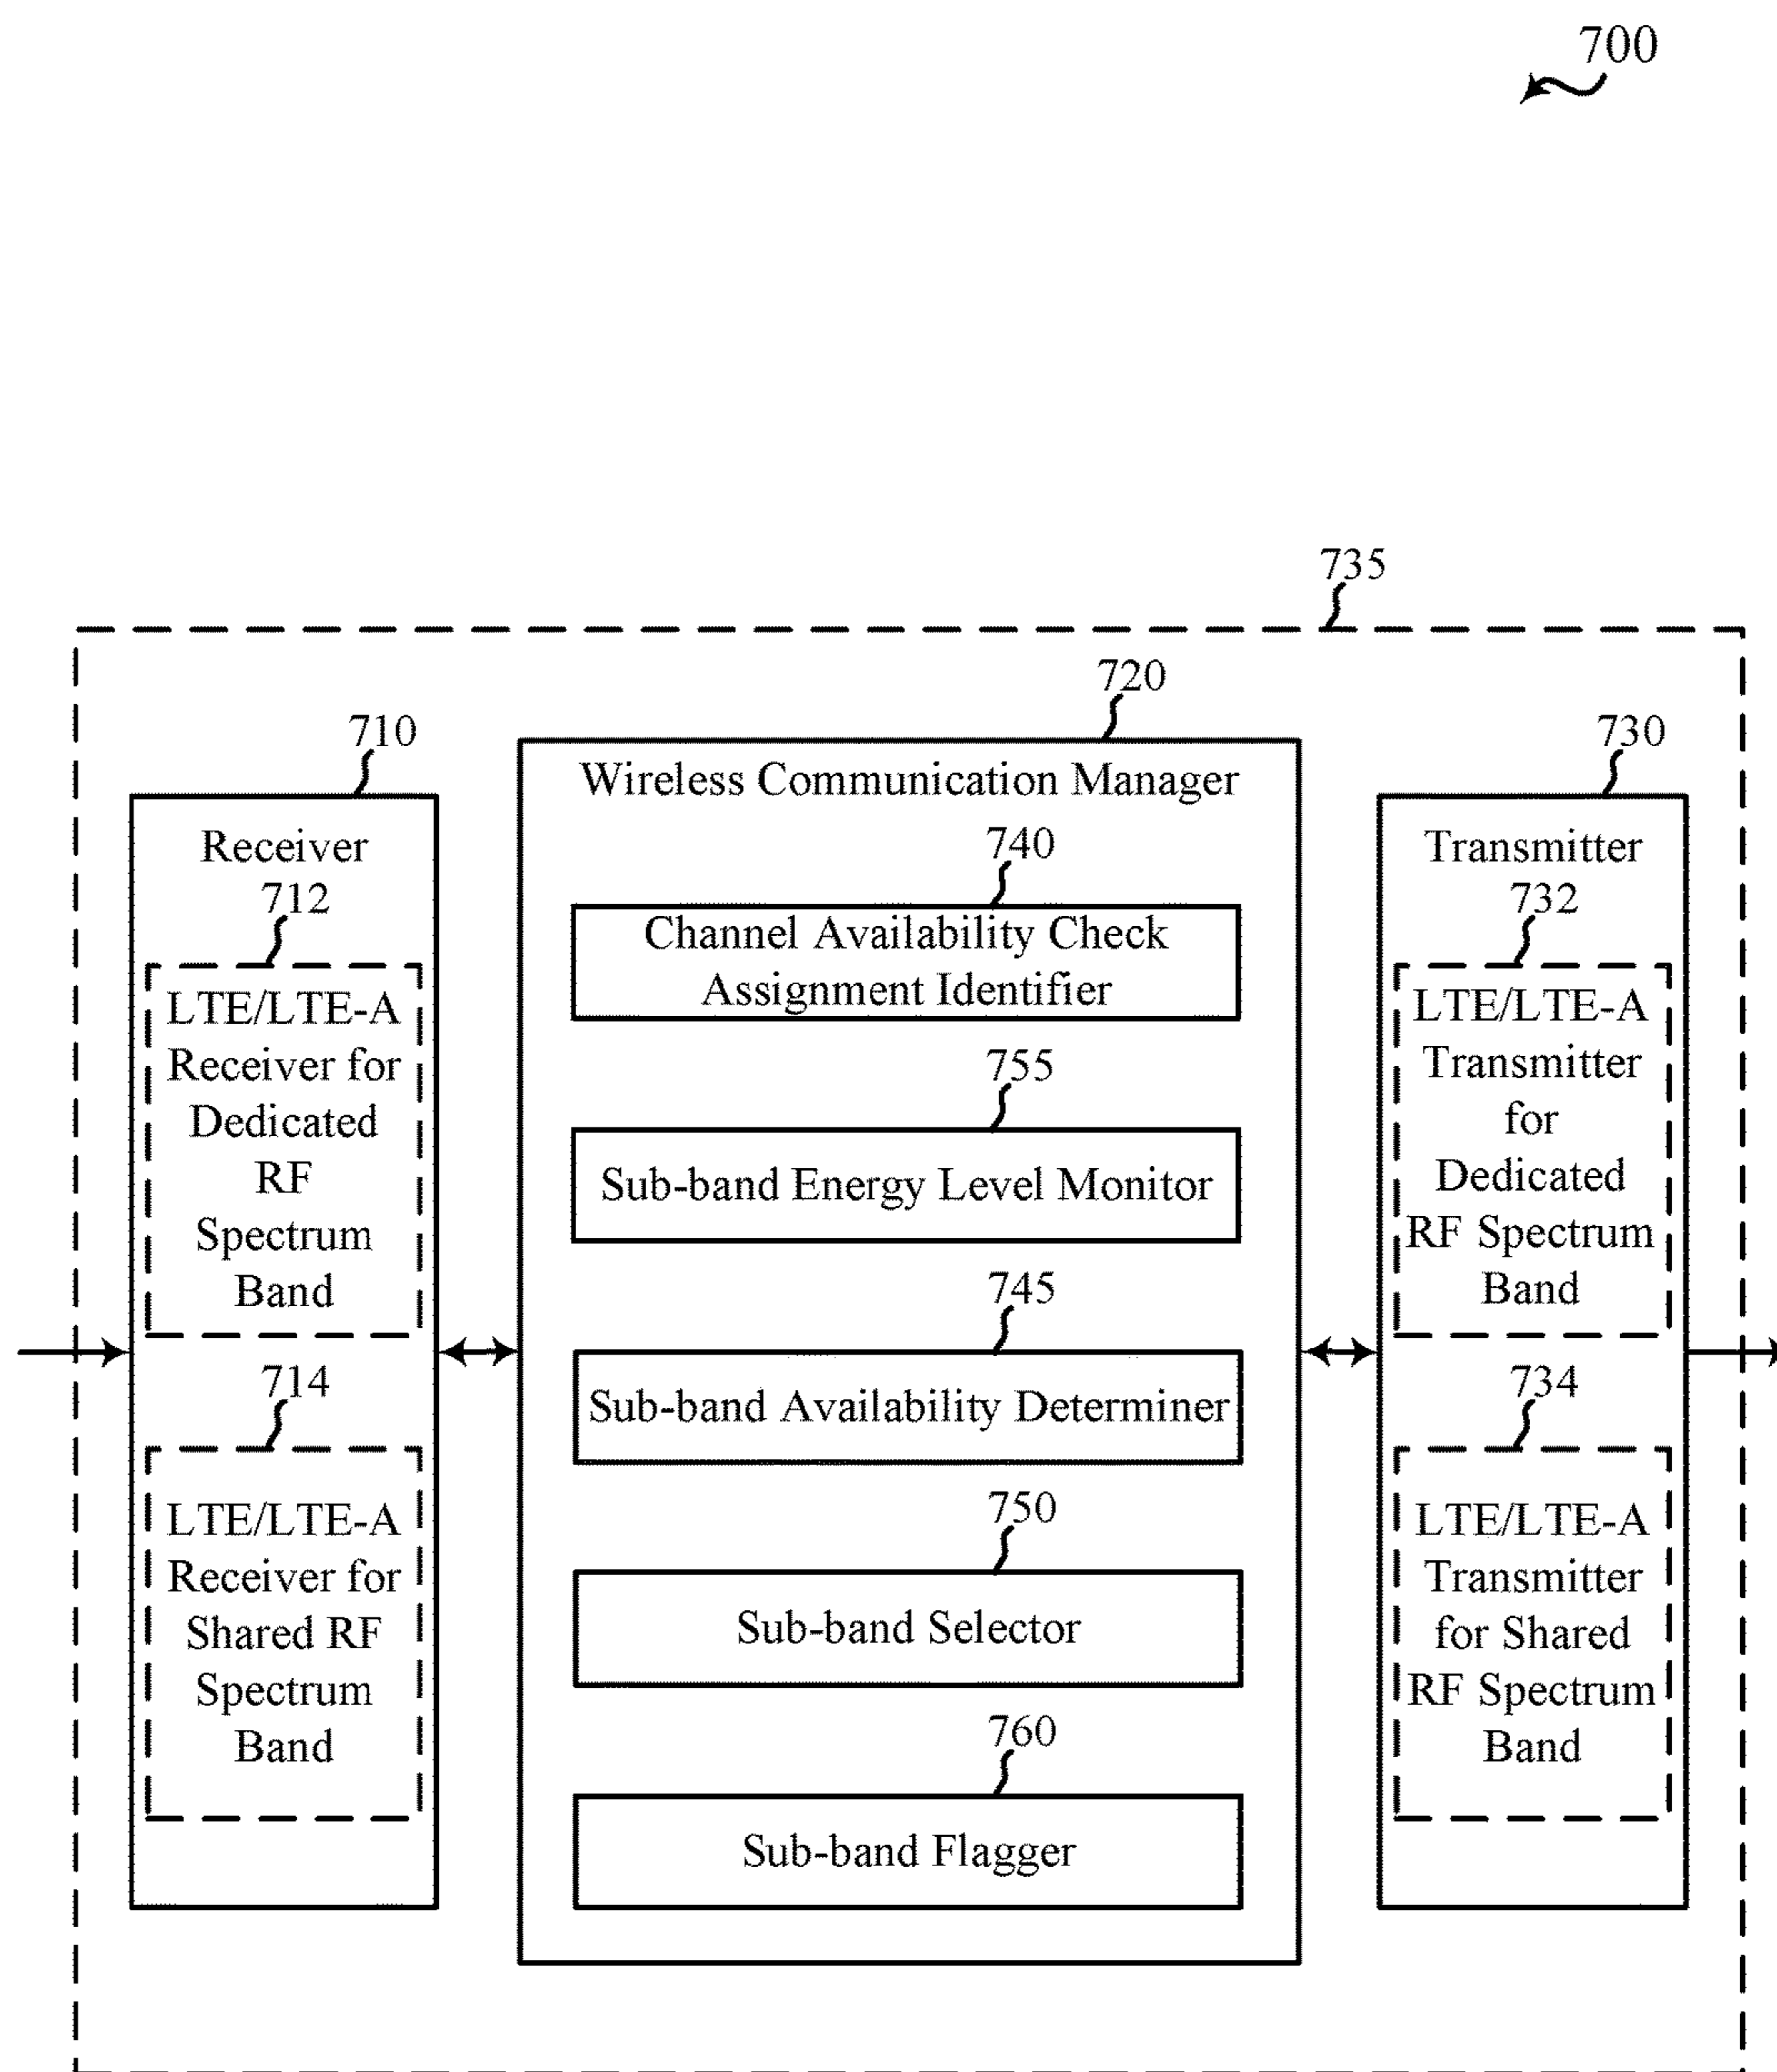 700
735
720
710
730
Wireless Communication Manager
Receiver
712
LTE/LTE-A
Receiver for
Dedicated
RF
Spectrum
Band
714
LTE/LTE-A
Receiver for
Shared RF
Spectrum
Band
740
Channel Availability Check
Assignment Identifier
755
Sub-band Energy Level Monitor
745
Sub-band Availability Determiner
750
Sub-band Selector
760
Sub-band Flagger
Transmitter
732
LTE/LTE-A
Transmitter
for
Dedicated
RF Spectrum
Band
734
LTE/LTE-A
Transmitter
for Shared
RF Spectrum
Band